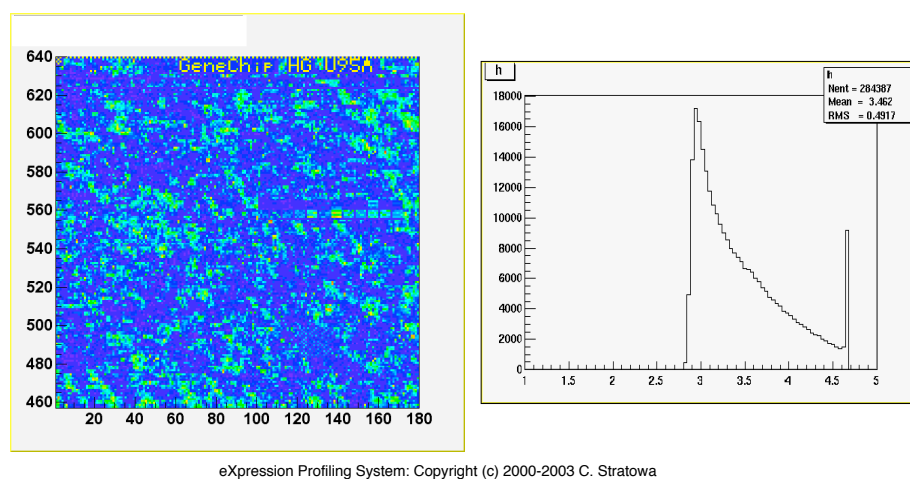 640
620
600
580
560
540
520
500
480
460
20 40 60 80 100 120 140 160 180
GeneChip HG U95A
h
h
Nent = 284387
Mean = 3.462
RMS = 0.4917
18000
16000
14000
12000
10000
8000
6000
4000
2000
0
1 1.5 2 2.5 3 3.5 4 4.5 5
eXpression Profiling System: Copyright (c) 2000-2003 C. Stratowa